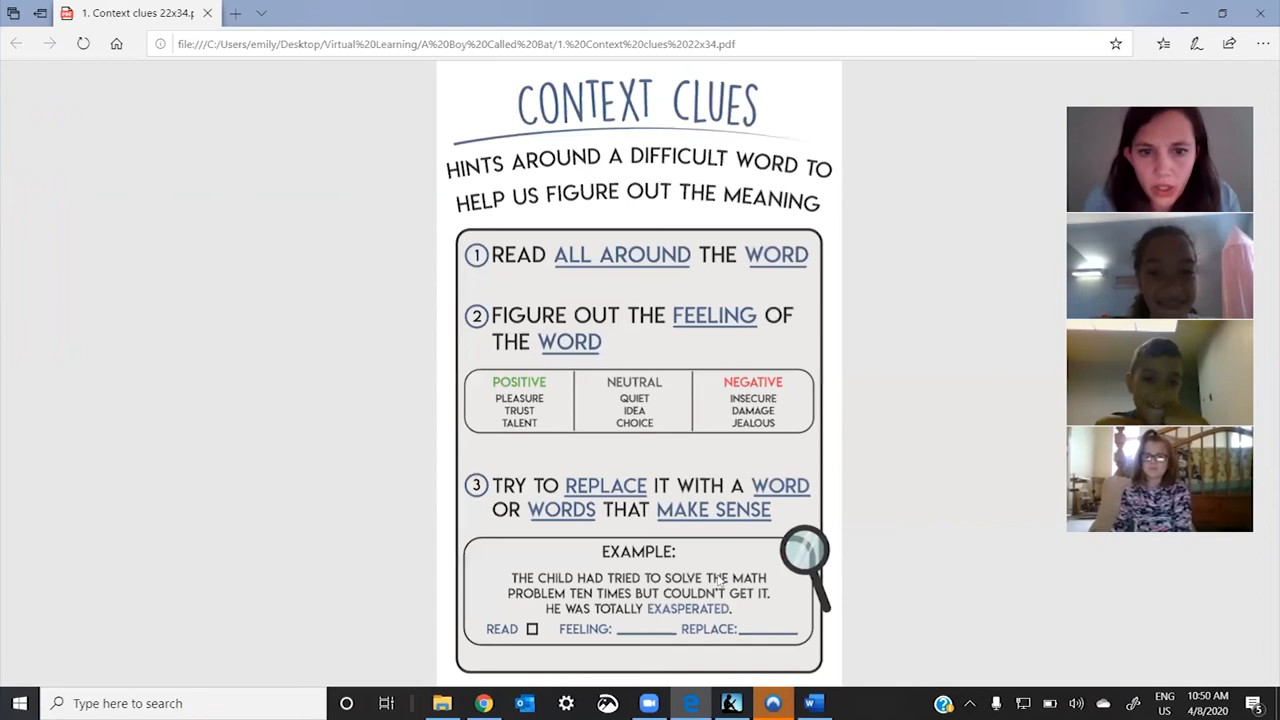 1. Context clues 22x34.p
file:///C:/Users/emily/Desktop/Virtual%20Learning/A%20Boy%20Called%20Bat/1.%20Context%20clues%2022x34.pdf
CONTEXT CLUES
HINTS AROUND A DIFFICULT WORD TO
HELP US FIGURE OUT THE MEANING
1 READ ALL AROUND THE WORD
2 FIGURE OUT THE FEELING OF
THE WORD
POSITIVE NEUTRAL NEGATIVE
PLEASURE QUIET INSECURE
TRUST IDEA DAMAGE
TALENT CHOICE JEALOUS
3 TRY TO REPLACE IT WITH A WORD
OR WORDS THAT MAKE SENSE
EXAMPLE:
THE CHILD HAD TRIED TO SOLVE THE MATH
PROBLEM TEN TIMES BUT COULDN'T GET IT.
HE WAS TOTALLY EXASPERATED.
READ FEELING: ________ REPLACE:________
Type here to search
ENG
US
10:50 AM
4/8/2020
5